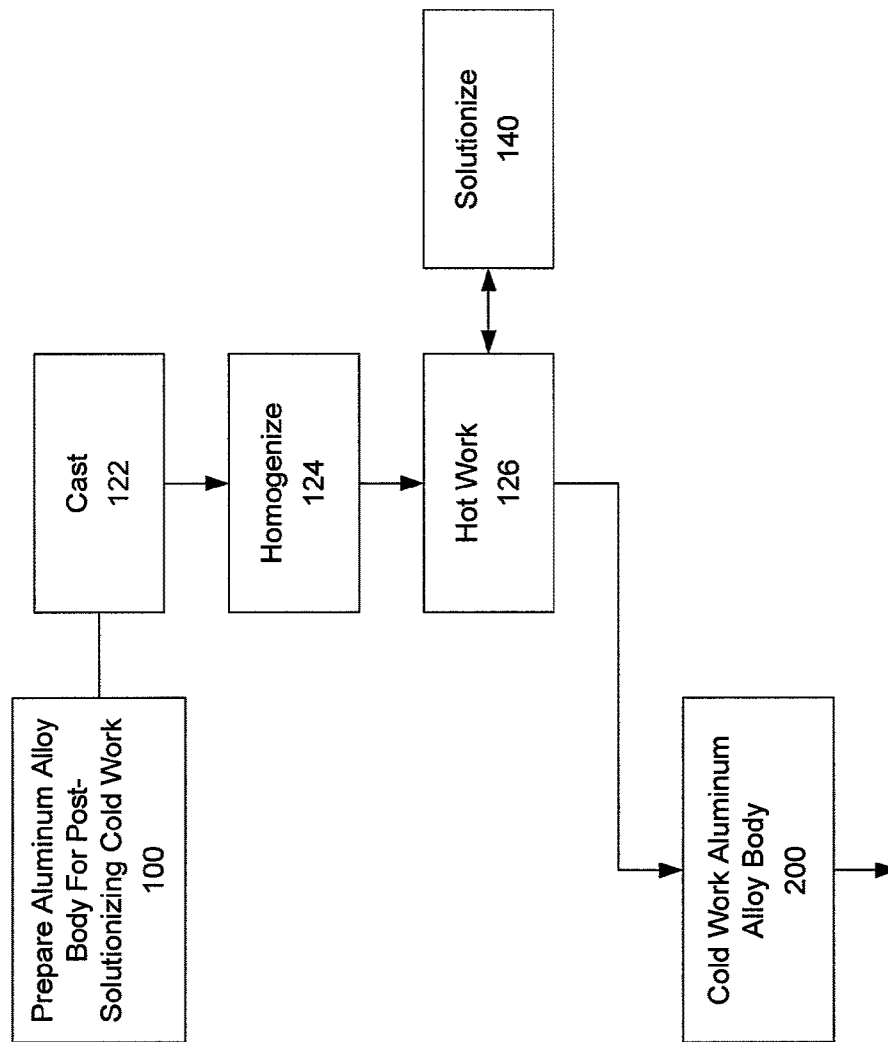 Prepare Aluminum Alloy
Body For Post-
Solutionizing Cold Work
100
Cast
122
Homogenize
124
Hot Work
126
Solutionize
140
Cold Work Aluminum
Alloy Body
200